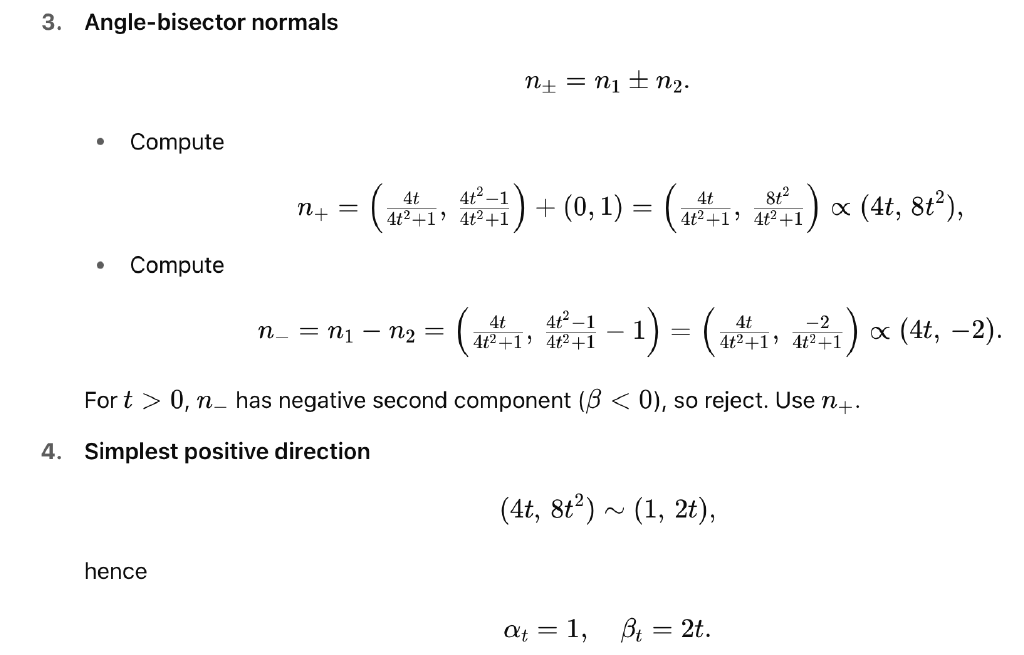 3. Angle-bisector normals
n± = n₁ ± n₂.
• Compute
n₊ = (4t/(4t²+1), (4t²−1)/(4t²+1)) + (0, 1) = (4t/(4t²+1), 8t²/(4t²+1)) ∝ (4t, 8t²),
• Compute
n₋ = n₁ − n₂ = (4t/(4t²+1), (4t²−1)/(4t²+1) − 1) = (4t/(4t²+1), −2/(4t²+1)) ∝ (4t, −2).
For t > 0, n₋ has negative second component (β < 0), so reject. Use n₊.
4. Simplest positive direction
(4t, 8t²) ∼ (1, 2t),
hence
αₜ = 1, βₜ = 2t.